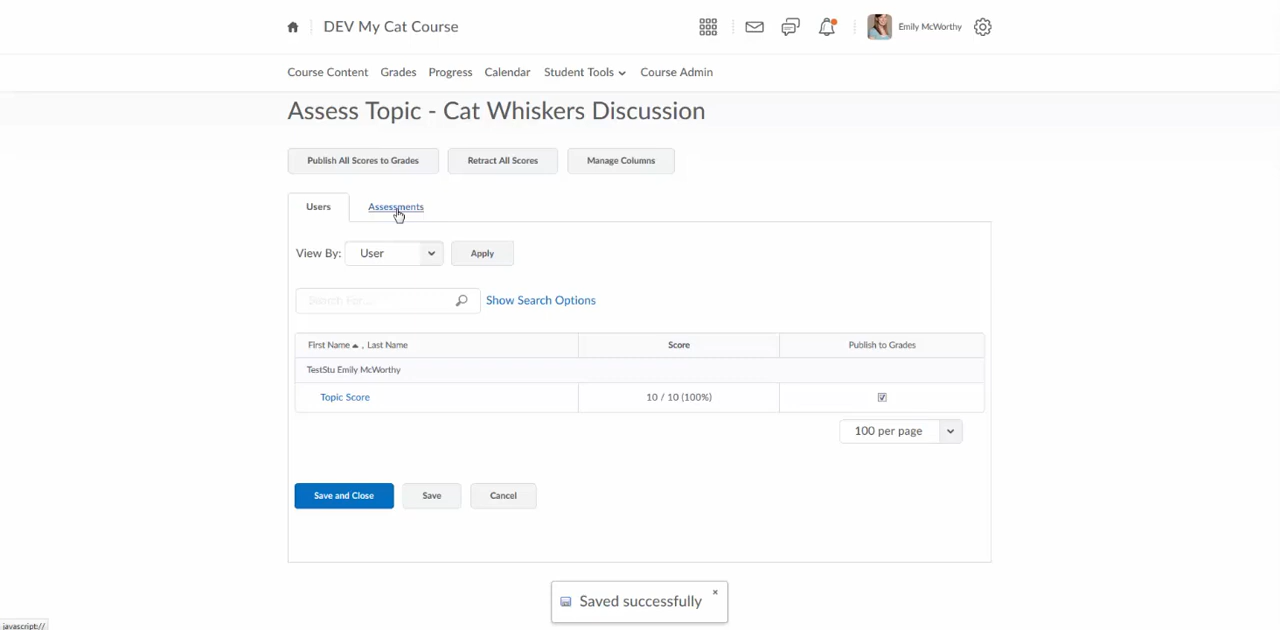 DEV My Cat Course
Emily McWorthy
Course Content Grades Progress Calendar Student Tools Course Admin
Assess Topic - Cat Whiskers Discussion
Publish All Scores to Grades Retract All Scores Manage Columns
Users Assessments
View By: User Apply
Search For... Show Search Options
First Name , Last Name Score Publish to Grades
TestStu Emily McWorthy
Topic Score 10 / 10 (100%)
100 per page
Save and Close Save Cancel
Saved successfully
javascript://